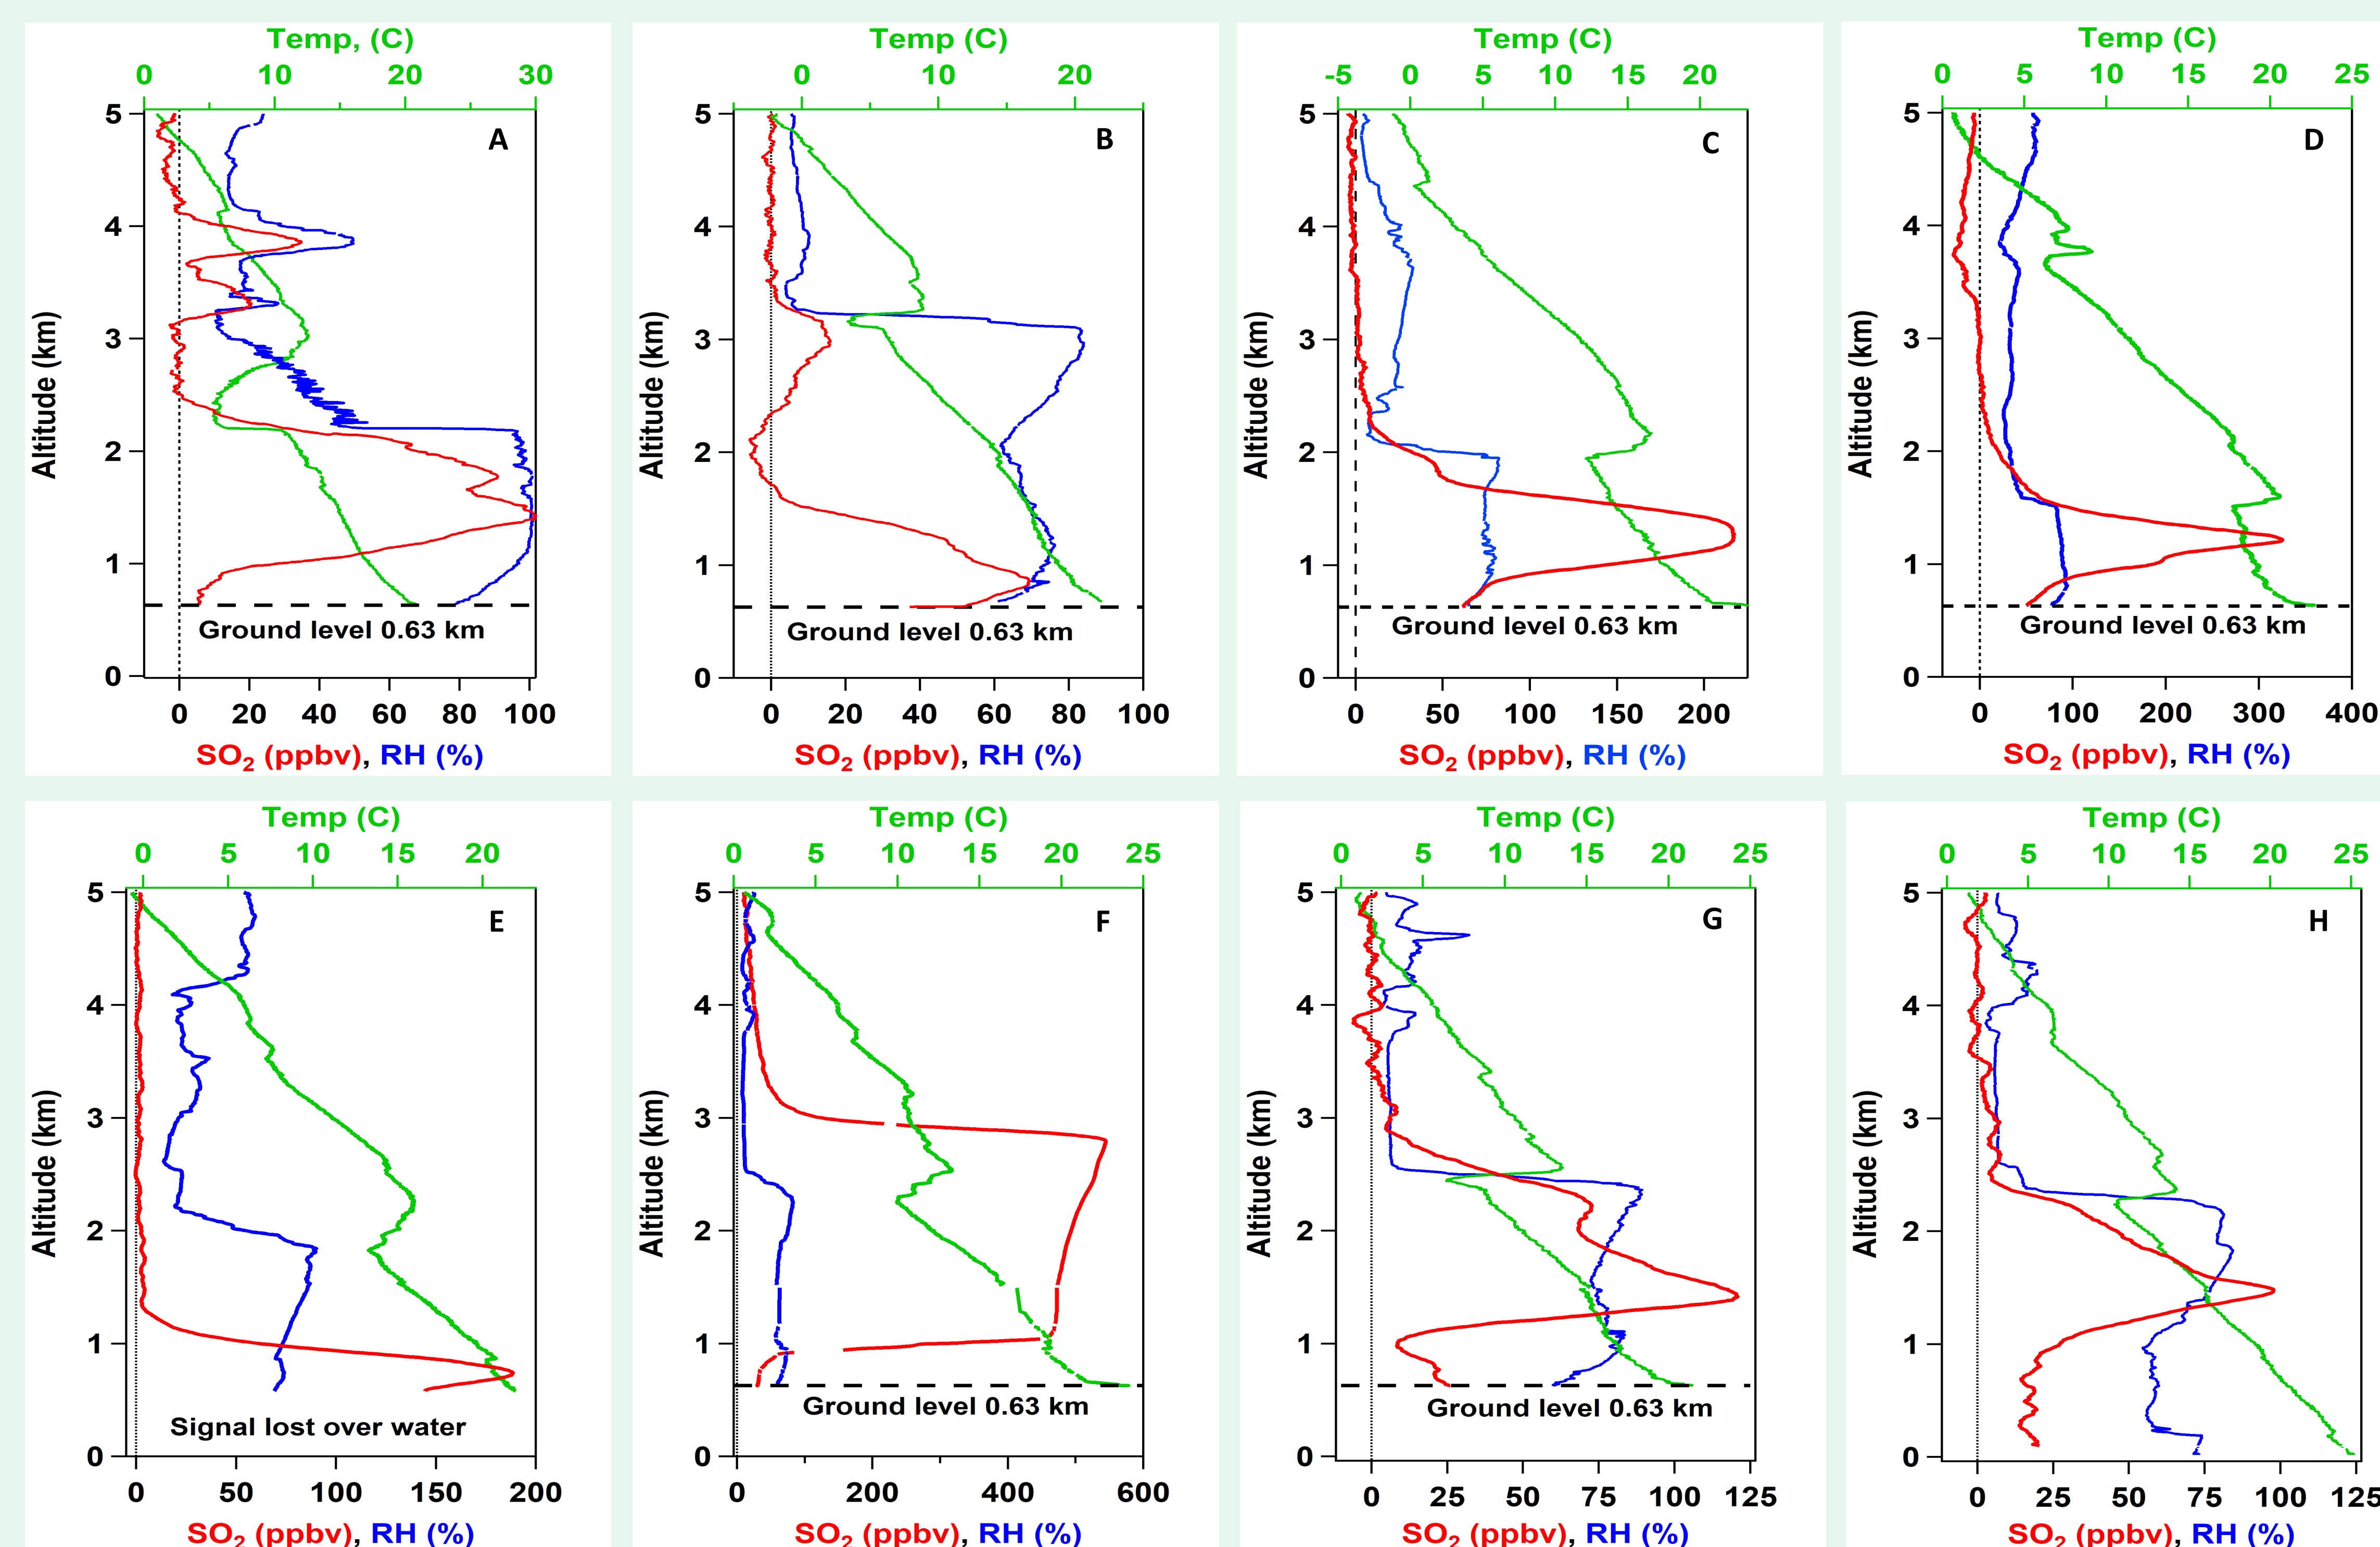 Temp, (C)
0 10 20 30
5
A
4
3
2
1
0
Altitude (km)
Ground level 0.63 km
0 20 40 60 80 100
SO2 (ppbv), RH (%)
Temp (C)
0 10 20
5
B
4
3
2
1
0
Altitude (km)
Ground level 0.63 km
0 20 40 60 80 100
SO2 (ppbv), RH (%)
Temp (C)
-5 0 5 10 15 20
5
C
4
3
2
1
0
Altitude (km)
Ground level 0.63 km
0 50 100 150 200
SO2 (ppbv), RH (%)
Temp (C)
0 5 10 15 20 25
5
D
4
3
2
1
0
Altitude (km)
Ground level 0.63 km
0 100 200 300 400
SO2 (ppbv), RH (%)
Temp (C)
0 5 10 15 20
5
E
4
3
2
1
0
Altitude (km)
Signal lost over water
0 50 100 150 200
SO2 (ppbv), RH (%)
Temp (C)
0 5 10 15 20 25
5
F
4
3
2
1
0
Altitude (km)
Ground level 0.63 km
0 200 400 600
SO2 (ppbv), RH (%)
Temp (C)
0 5 10 15 20 25
5
G
4
3
2
1
0
Altitude (km)
Ground level 0.63 km
0 25 50 75 100 125
SO2 (ppbv), RH (%)
Temp (C)
0 5 10 15 20 25
5
H
4
3
2
1
0
Altitude (km)
0 25 50 75 100 125
SO2 (ppbv), RH (%)